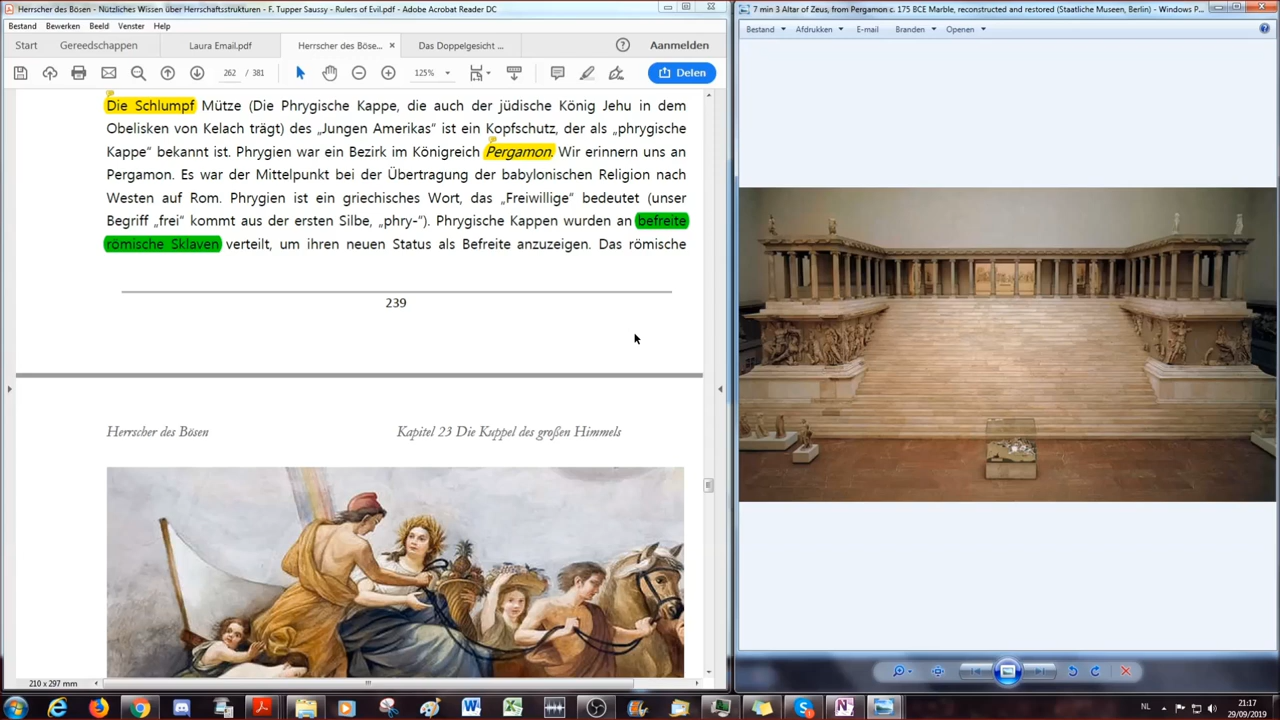 Herrscher des Bösen - Nützliches Wissen über Herrschaftsstrukturen - F. Tupper Saussy - Rulers of Evil.pdf - Adobe Acrobat Reader DC
Bestand Bewerken Beeld Venster Help
Start Gereedschappen Laura Email.pdf Herrscher des Böse... × Das Doppelgesicht ... Aanmelden
262 / 381 125% Delen
Die Schlumpf Mütze (Die Phrygische Kappe, die auch der jüdische König Jehu in dem
Obelisken von Kelach trägt) des „Jungen Amerikas“ ist ein Kopfschutz, der als „phrygische
Kappe“ bekannt ist. Phrygien war ein Bezirk im Königreich Pergamon. Wir erinnern uns an
Pergamon. Es war der Mittelpunkt bei der Übertragung der babylonischen Religion nach
Westen auf Rom. Phrygien ist ein griechisches Wort, das „Freiwillige“ bedeutet (unser
Begriff „frei“ kommt aus der ersten Silbe, „phry-“). Phrygische Kappen wurden an befreite
römische Sklaven verteilt, um ihren neuen Status als Befreite anzuzeigen. Das römische
239
Herrscher des Bösen Kapitel 23 Die Kuppel des großen Himmels
210 x 297 mm
7 min 3 Altar of Zeus, from Pergamon c. 175 BCE Marble, reconstructed and restored (Staatliche Museen, Berlin) - Windows P...
Bestand Afdrukken E-mail Branden Openen
NL
21:17
29/09/2019